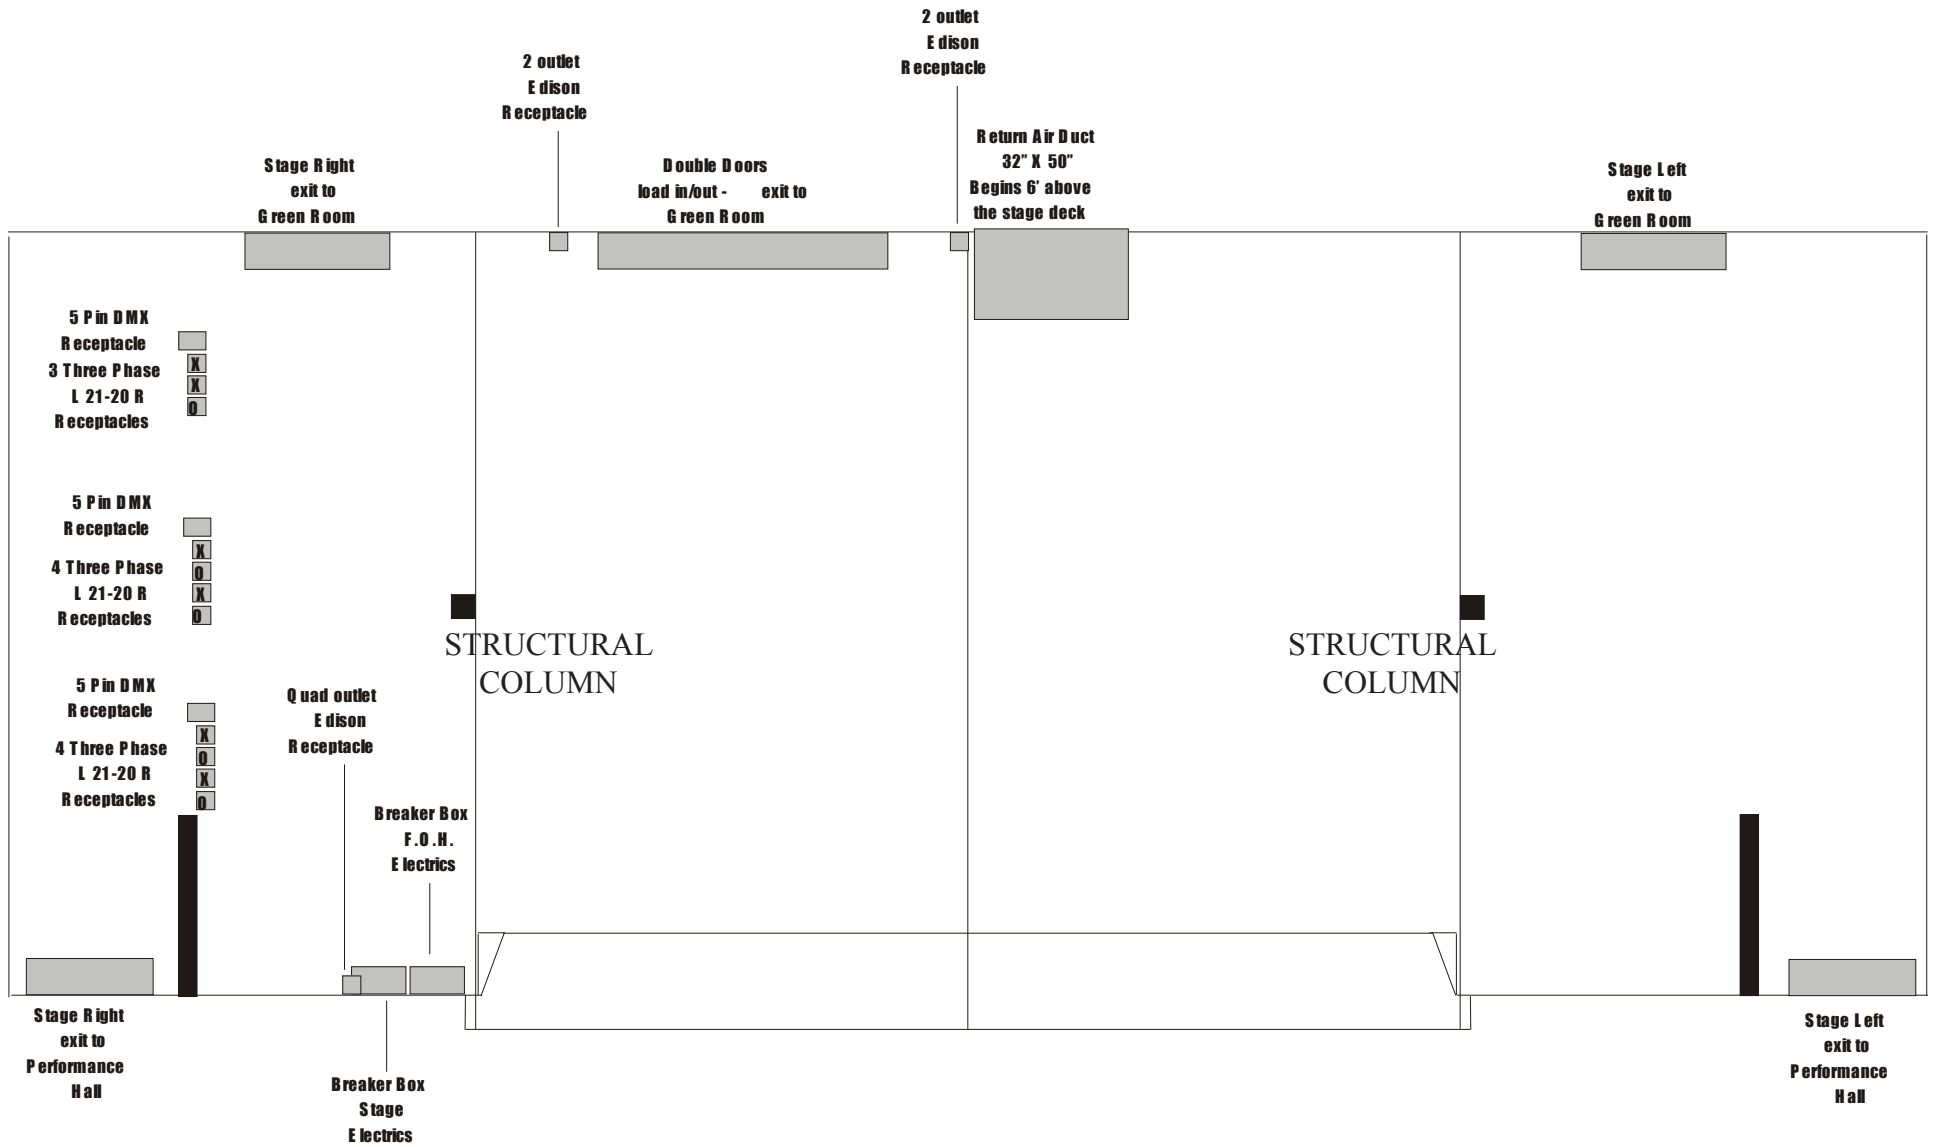 2 outlet
Edison
Receptacle
2 outlet
Edison
Receptacle
Return Air Duct
32” X 50”
Begins 6’ above
the stage deck
Stage Right
exit to
Green Room
Double Doors
load in/out - exit to
Green Room
Stage Left
exit to
Green Room
5 Pin DMX
Receptacle
3 Three Phase
L 21-20 R
Receptacles
X
X
O
5 Pin DMX
Receptacle
4 Three Phase
L 21-20 R
Receptacles
X
O
X
O
STRUCTURAL
COLUMN
STRUCTURAL
COLUMN
5 Pin DMX
Receptacle
4 Three Phase
L 21-20 R
Receptacles
X
O
X
O
Quad outlet
Edison
Receptacle
Breaker Box
F.O.H.
Electrics
Stage Right
exit to
Performance
Hall
Breaker Box
Stage
Electrics
Stage Left
exit to
Performance
Hall